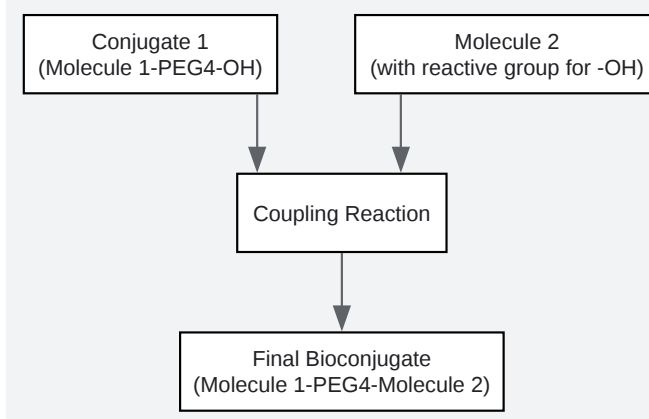 Conjugate 1
(Molecule 1-PEG4-OH)
Molecule 2
(with reactive group for -OH)
Coupling Reaction
Final Bioconjugate
(Molecule 1-PEG4-Molecule 2)